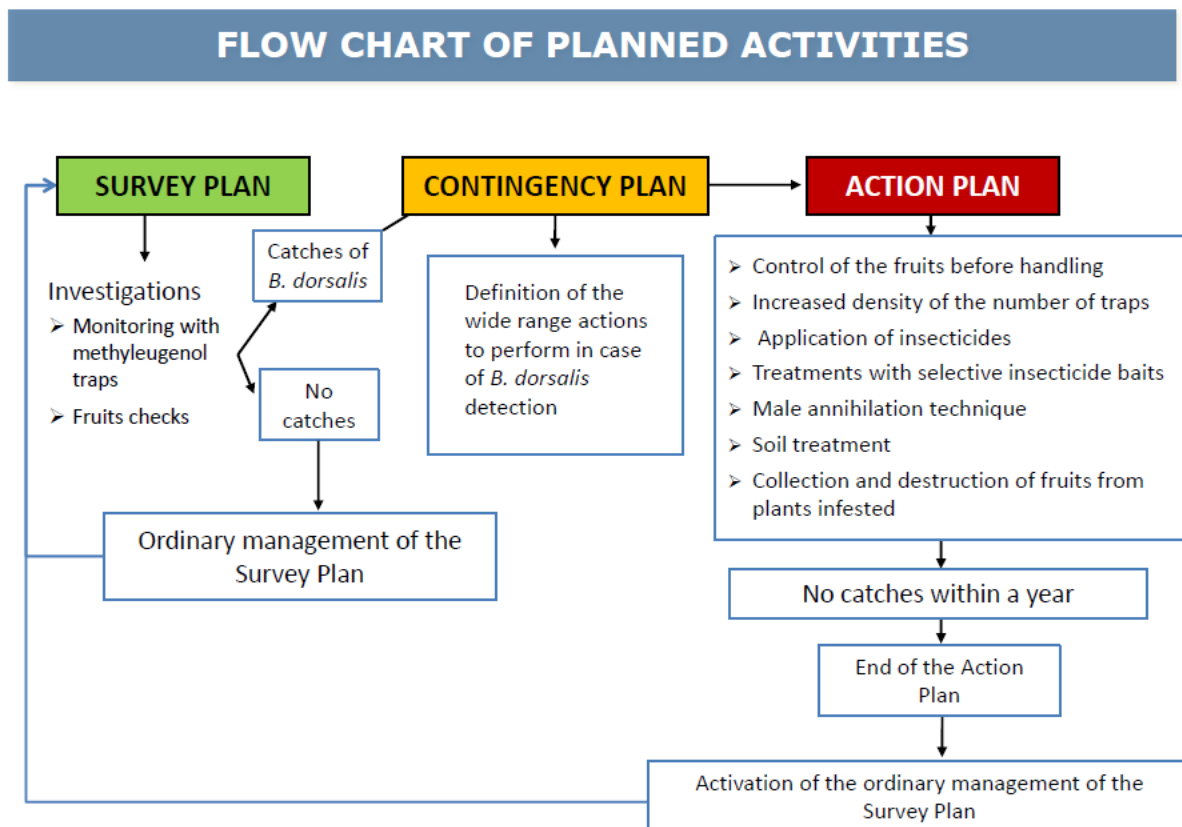 FLOW CHART OF PLANNED ACTIVITIES
SURVEY PLAN
CONTINGENCY PLAN
ACTION PLAN
Investigations
➢ Monitoring with
methyleugenol
traps
➢ Fruits checks
Catches of
B. dorsalis
No
catches
Ordinary management of the
Survey Plan
Definition of the
wide range actions
to perform in case
of B. dorsalis
detection
➢ Control of the fruits before handling
➢ Increased density of the number of traps
➢ Application of insecticides
➢ Treatments with selective insecticide baits
➢ Male annihilation technique
➢ Soil treatment
➢ Collection and destruction of fruits from
plants infested
No catches within a year
End of the Action
Plan
Activation of the ordinary management of the
Survey Plan